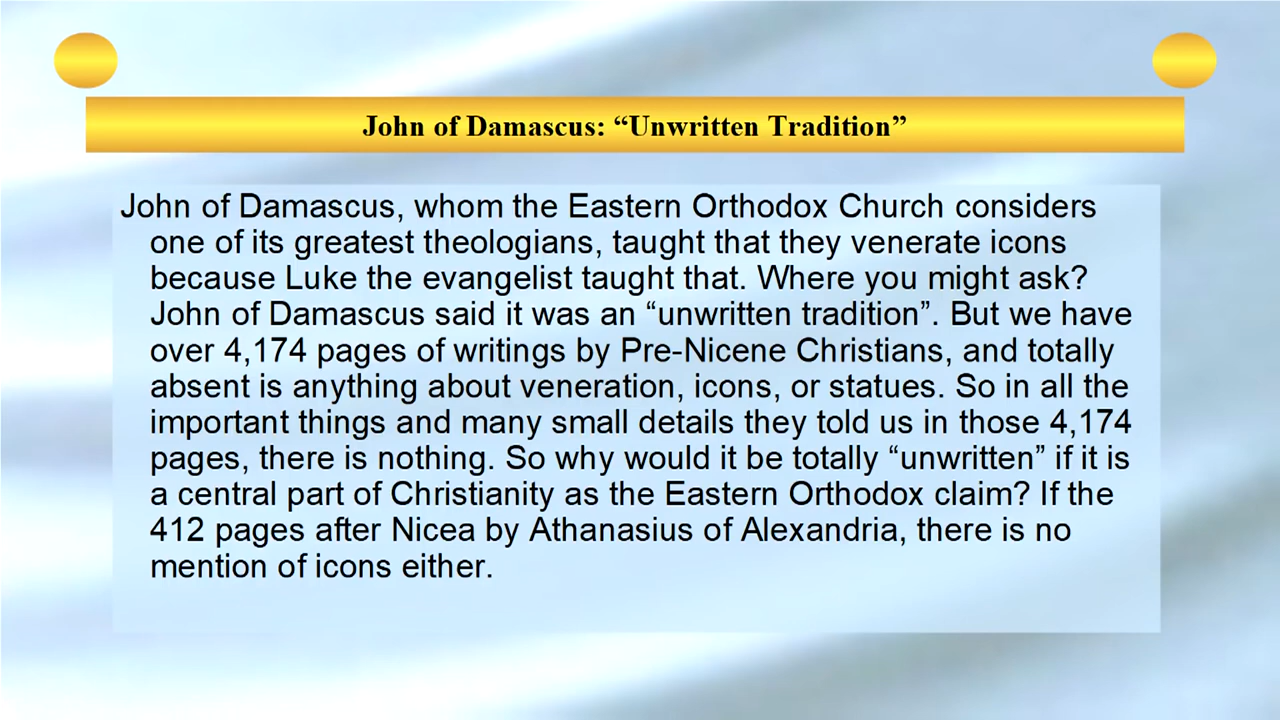 John of Damascus: “Unwritten Tradition”
John of Damascus, whom the Eastern Orthodox Church considers
one of its greatest theologians, taught that they venerate icons
because Luke the evangelist taught that. Where you might ask?
John of Damascus said it was an “unwritten tradition”. But we have
over 4,174 pages of writings by Pre-Nicene Christians, and totally
absent is anything about veneration, icons, or statues. So in all the
important things and many small details they told us in those 4,174
pages, there is nothing. So why would it be totally “unwritten” if it is
a central part of Christianity as the Eastern Orthodox claim? If the
412 pages after Nicea by Athanasius of Alexandria, there is no
mention of icons either.